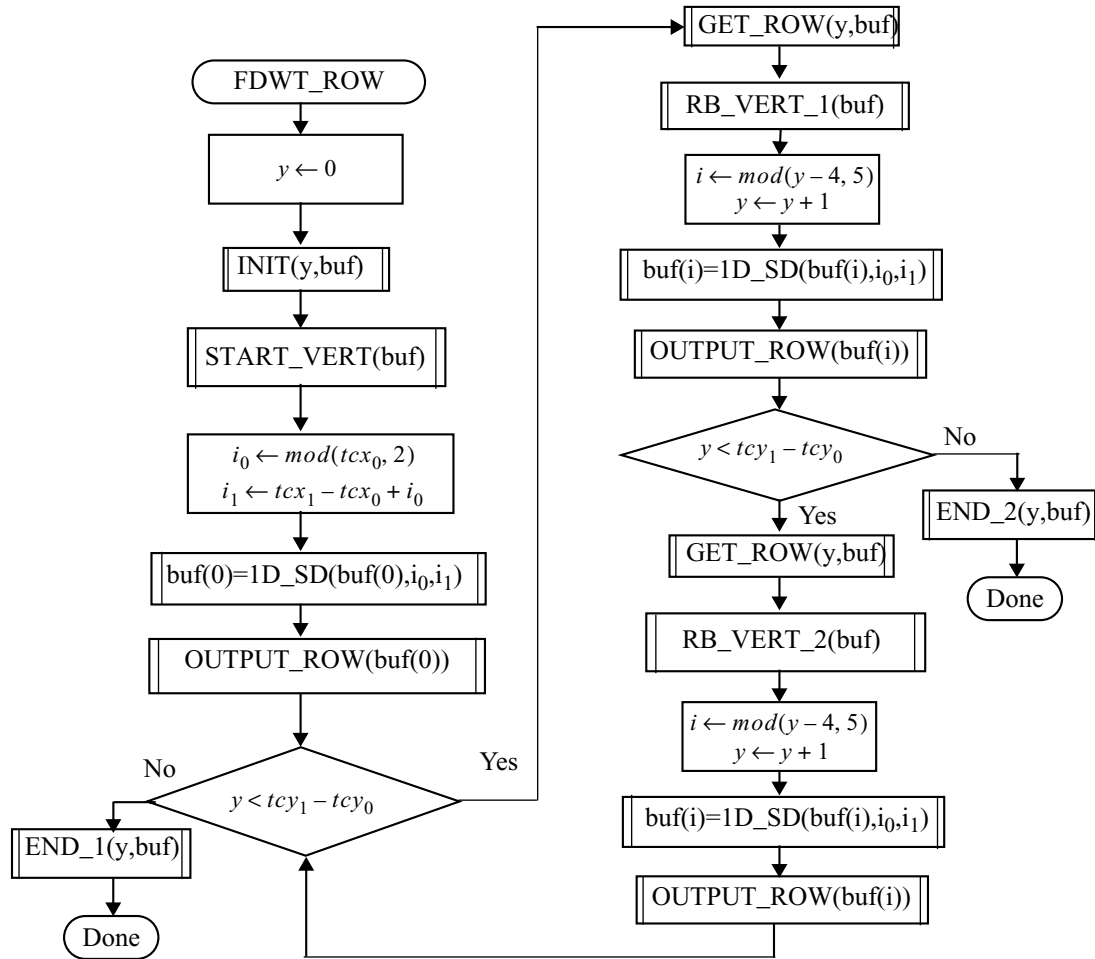 FDWT_ROW
y ← 0
INIT(y,buf)
START_VERT(buf)
i₀ ← mod(tcx₀, 2)
i₁ ← tcx₁ – tcx₀ + i₀
buf(0)=1D_SD(buf(0),i₀,i₁)
OUTPUT_ROW(buf(0))
y < tcy₁ – tcy₀
No
Yes
END_1(y,buf)
Done
GET_ROW(y,buf)
RB_VERT_1(buf)
i ← mod(y – 4, 5)
y ← y + 1
buf(i)=1D_SD(buf(i),i₀,i₁)
OUTPUT_ROW(buf(i))
y < tcy₁ – tcy₀
No
Yes
END_2(y,buf)
Done
GET_ROW(y,buf)
RB_VERT_2(buf)
i ← mod(y – 4, 5)
y ← y + 1
buf(i)=1D_SD(buf(i),i₀,i₁)
OUTPUT_ROW(buf(i))